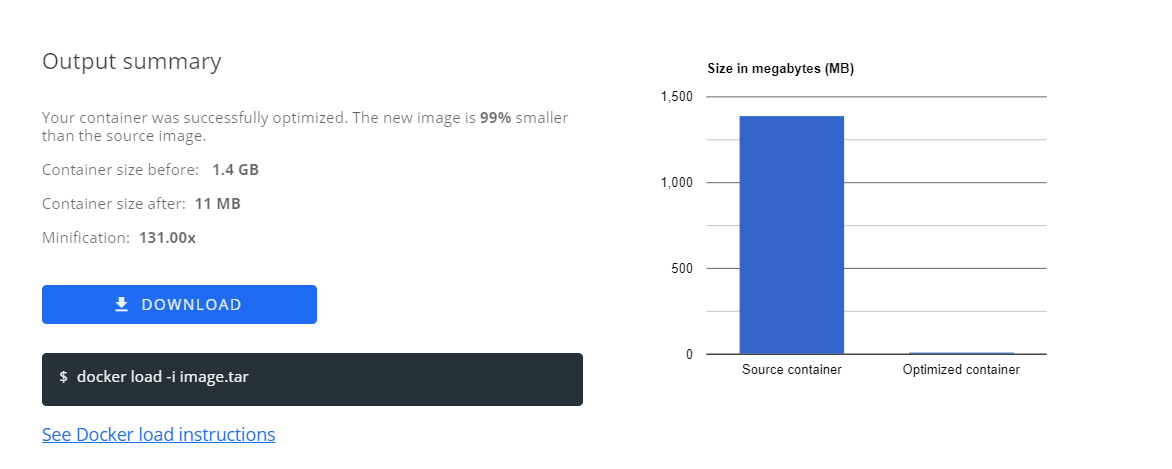 Output summary
Your container was successfully optimized. The new image is 99% smaller
than the source image.
Container size before: 1.4 GB
Container size after: 11 MB
Minification: 131.00x
DOWNLOAD
$ docker load -i image.tar
See Docker load instructions
Size in megabytes (MB)
1,500
1,000
500
0
Source container Optimized container